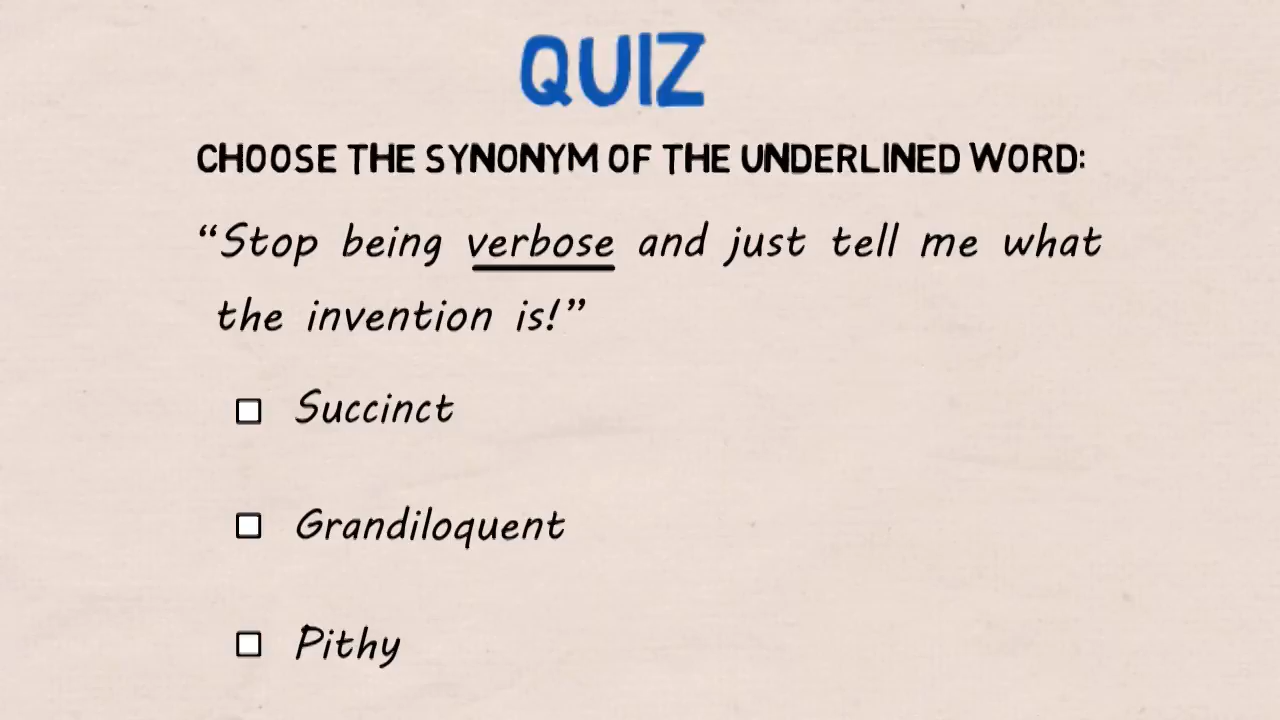 QUIZ
CHOOSE THE SYNONYM OF THE UNDERLINED WORD:
“Stop being verbose and just tell me what
the invention is!”
Succinct
Grandiloquent
Pithy